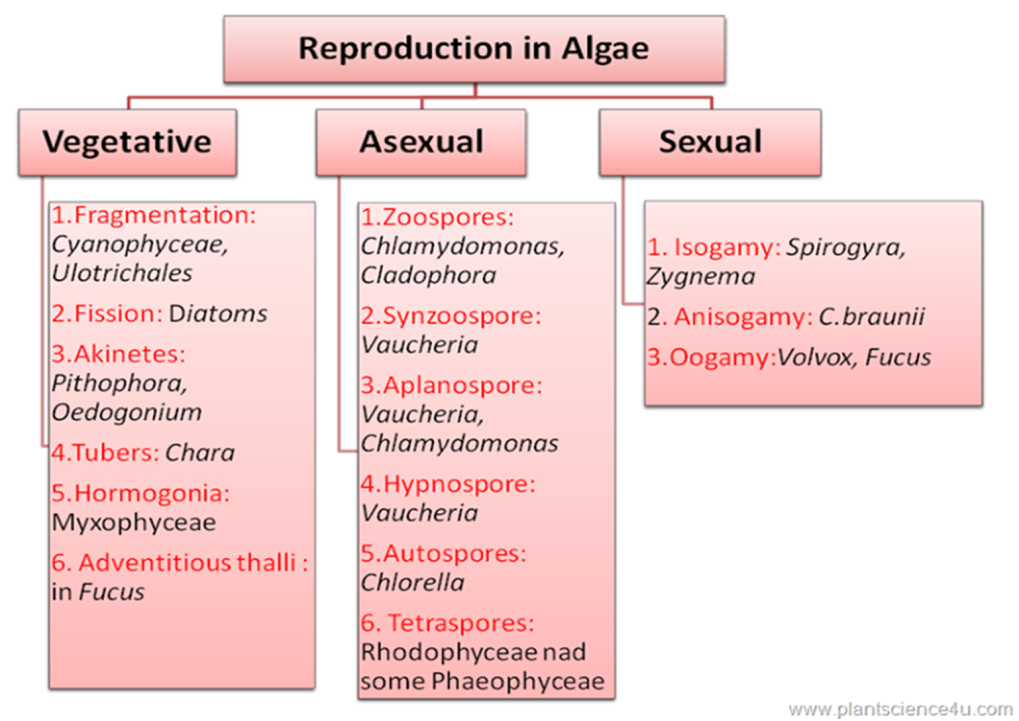 Reproduction in Algae
Vegetative
Asexual
Sexual
1.Fragmentation:
Cyanophyceae,
Ulotrichales
2.Fission: Diatoms
3.Akinetes:
Pithophora,
Oedogonium
4.Tubers: Chara
5.Hormogonia:
Myxophyceae
6. Adventitious thalli :
in Fucus
1.Zoospores:
Chlamydomonas,
Cladophora
2.Synzoospore:
Vaucheria
3.Aplanospore:
Vaucheria,
Chlamydomonas
4.Hypnospore:
Vaucheria
5.Autospores:
Chlorella
6. Tetraspores:
Rhodophyceae nad
some Phaeophyceae
1. Isogamy: Spirogyra,
Zygnema
2. Anisogamy: C.braunii
3.Oogamy:Volvox, Fucus
www.plantscience4u.com